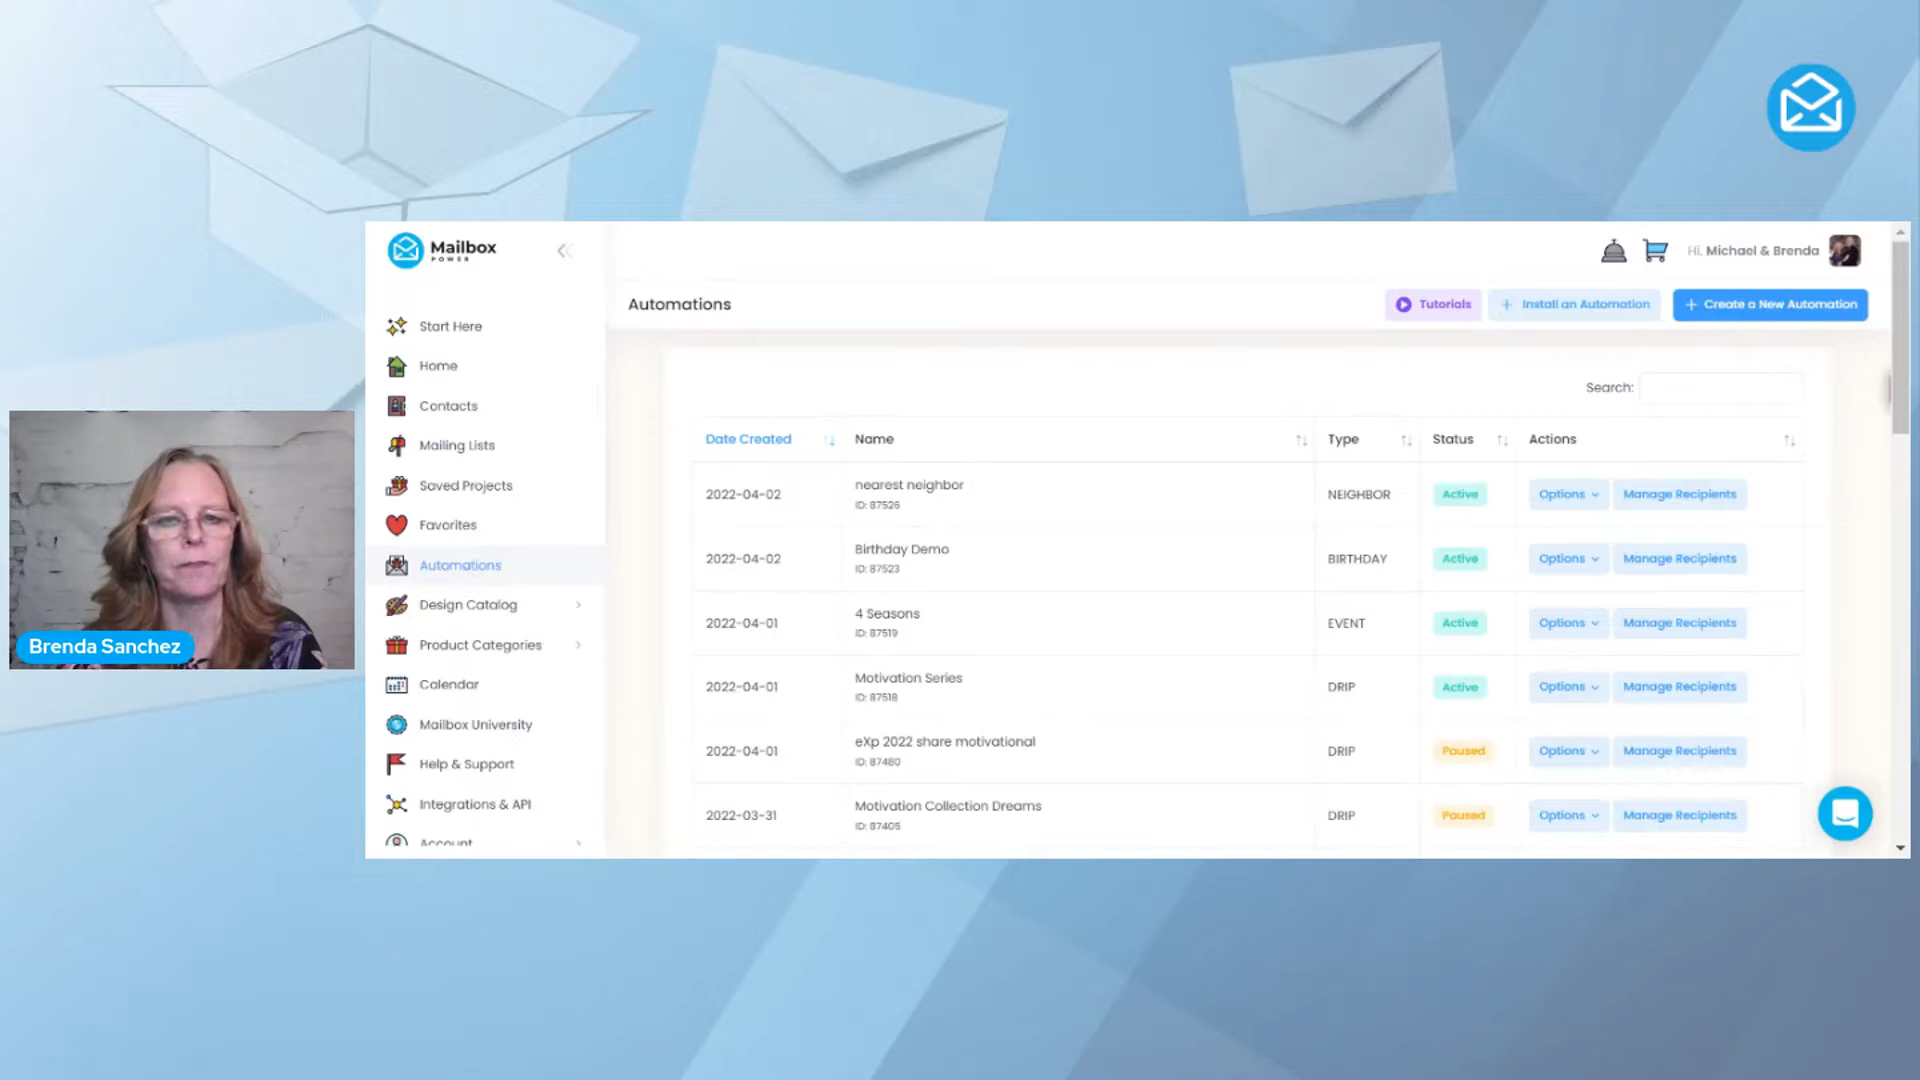 Mailbox
POWER
Hi, Michael & Brenda
Automations
Tutorials
Install an Automation
Create a New Automation
Start Here
Home
Contacts
Mailing Lists
Saved Projects
Favorites
Automations
Design Catalog
Product Categories
Calendar
Mailbox University
Help & Support
Integrations & API
Account
Search:
Date Created Name Type Status Actions
2022-04-02 nearest neighbor NEIGHBOR Active Options Manage Recipients
ID: 87526
2022-04-02 Birthday Demo BIRTHDAY Active Options Manage Recipients
ID: 87523
2022-04-01 4 Seasons EVENT Active Options Manage Recipients
ID: 87519
2022-04-01 Motivation Series DRIP Active Options Manage Recipients
ID: 87518
2022-04-01 eXp 2022 share motivational DRIP Paused Options Manage Recipients
ID: 87480
2022-03-31 Motivation Collection Dreams DRIP Paused Options Manage Recipients
ID: 87405
Brenda Sanchez